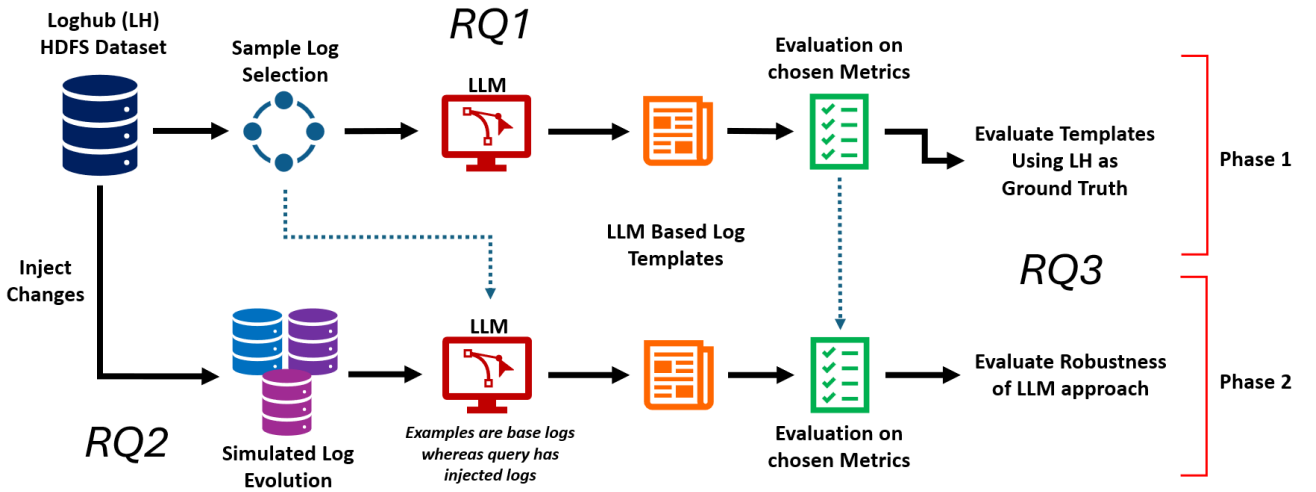 Loghub (LH)
HDFS Dataset
Sample Log
Selection
RQ1
LLM
Evaluation on
chosen Metrics
Evaluate Templates
Using LH as
Ground Truth
Phase 1
LLM Based Log
Templates
Inject
Changes
RQ3
LLM
Evaluate Robustness
of LLM approach
Phase 2
RQ2
Simulated Log
Evolution
Examples are base logs
whereas query has
injected logs
Evaluation on
chosen Metrics